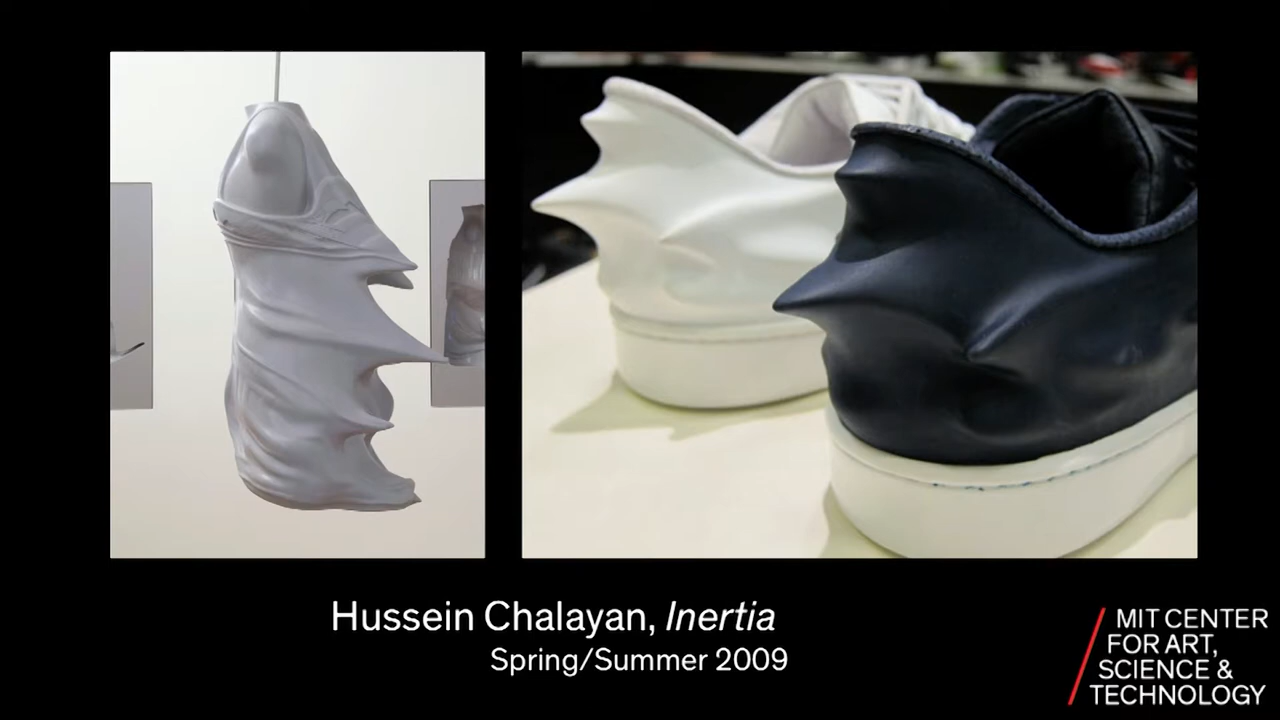 Hussein Chalayan, Inertia
Spring/Summer 2009
MIT CENTER
FOR ART,
SCIENCE &
TECHNOLOGY